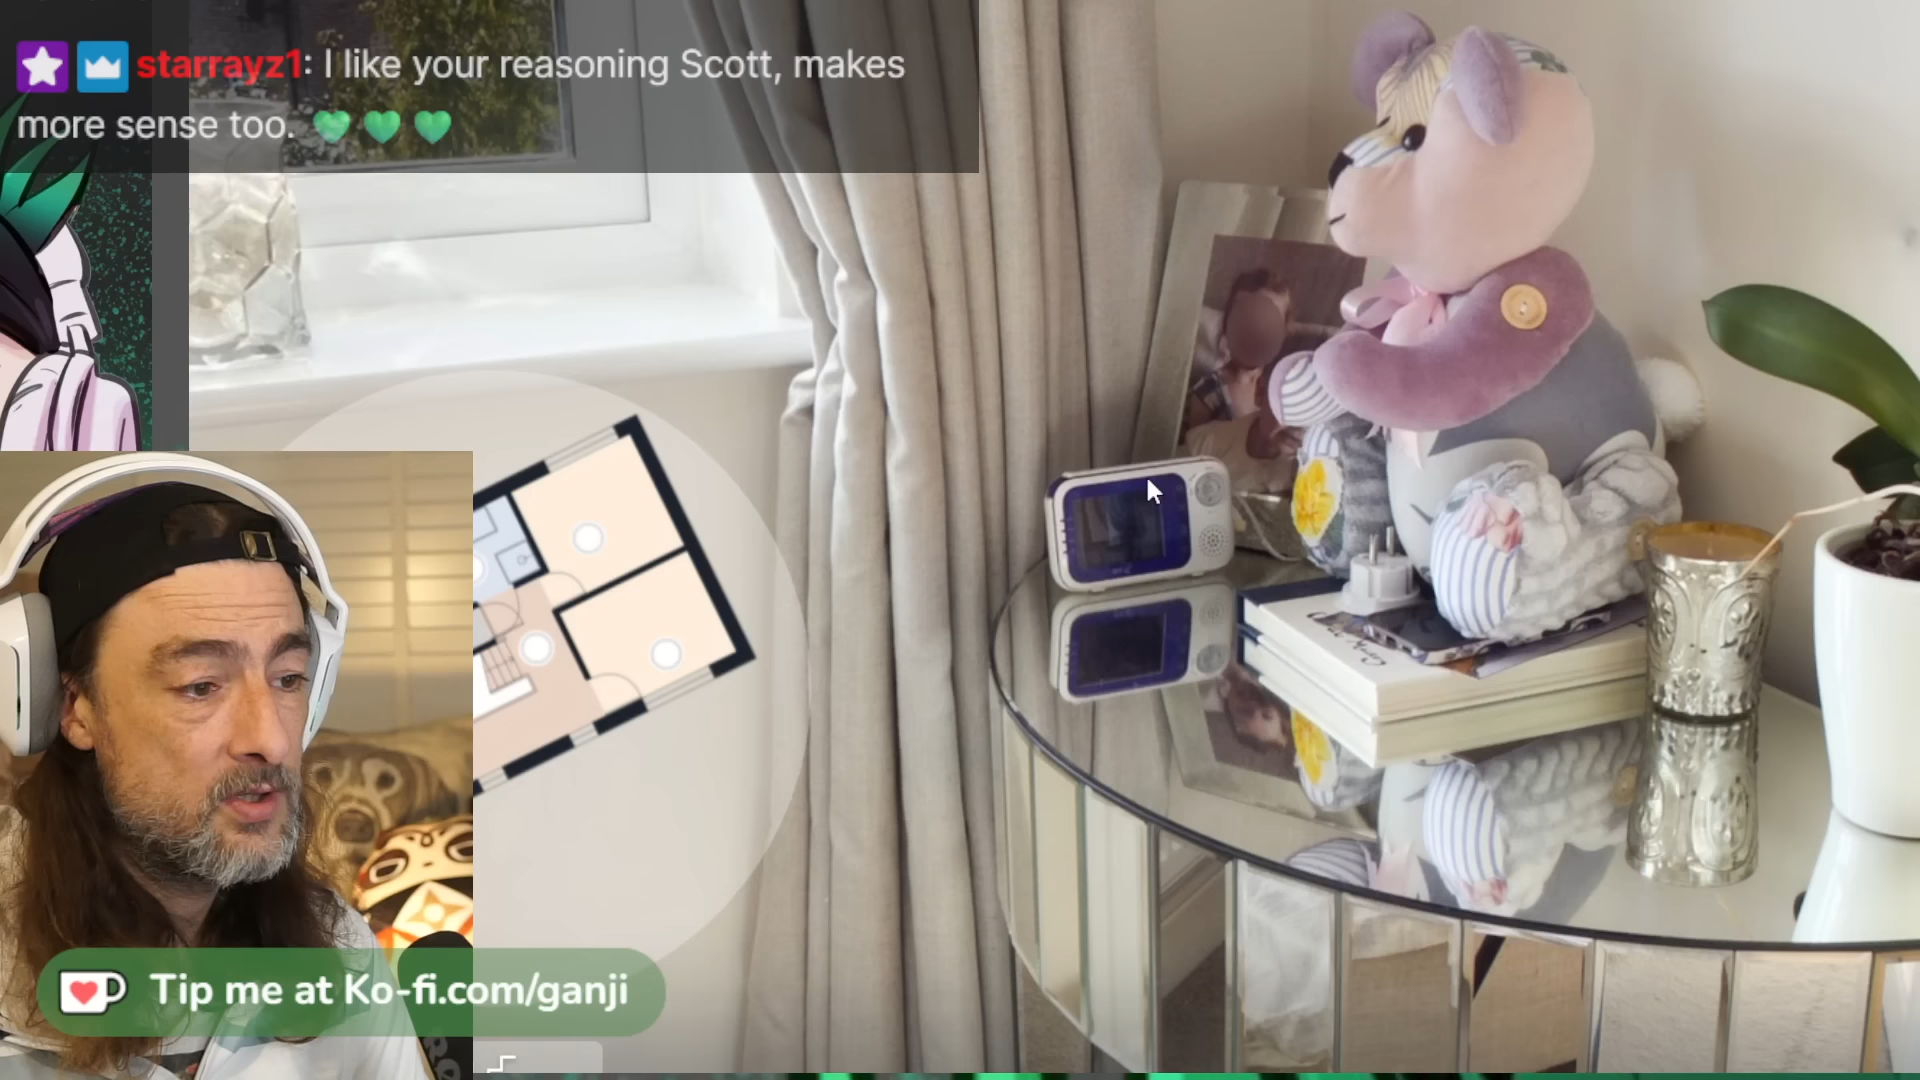 starrayz1: I like your reasoning Scott, makes
more sense too. 💚 💚 💚
Tip me at Ko-fi.com/ganji